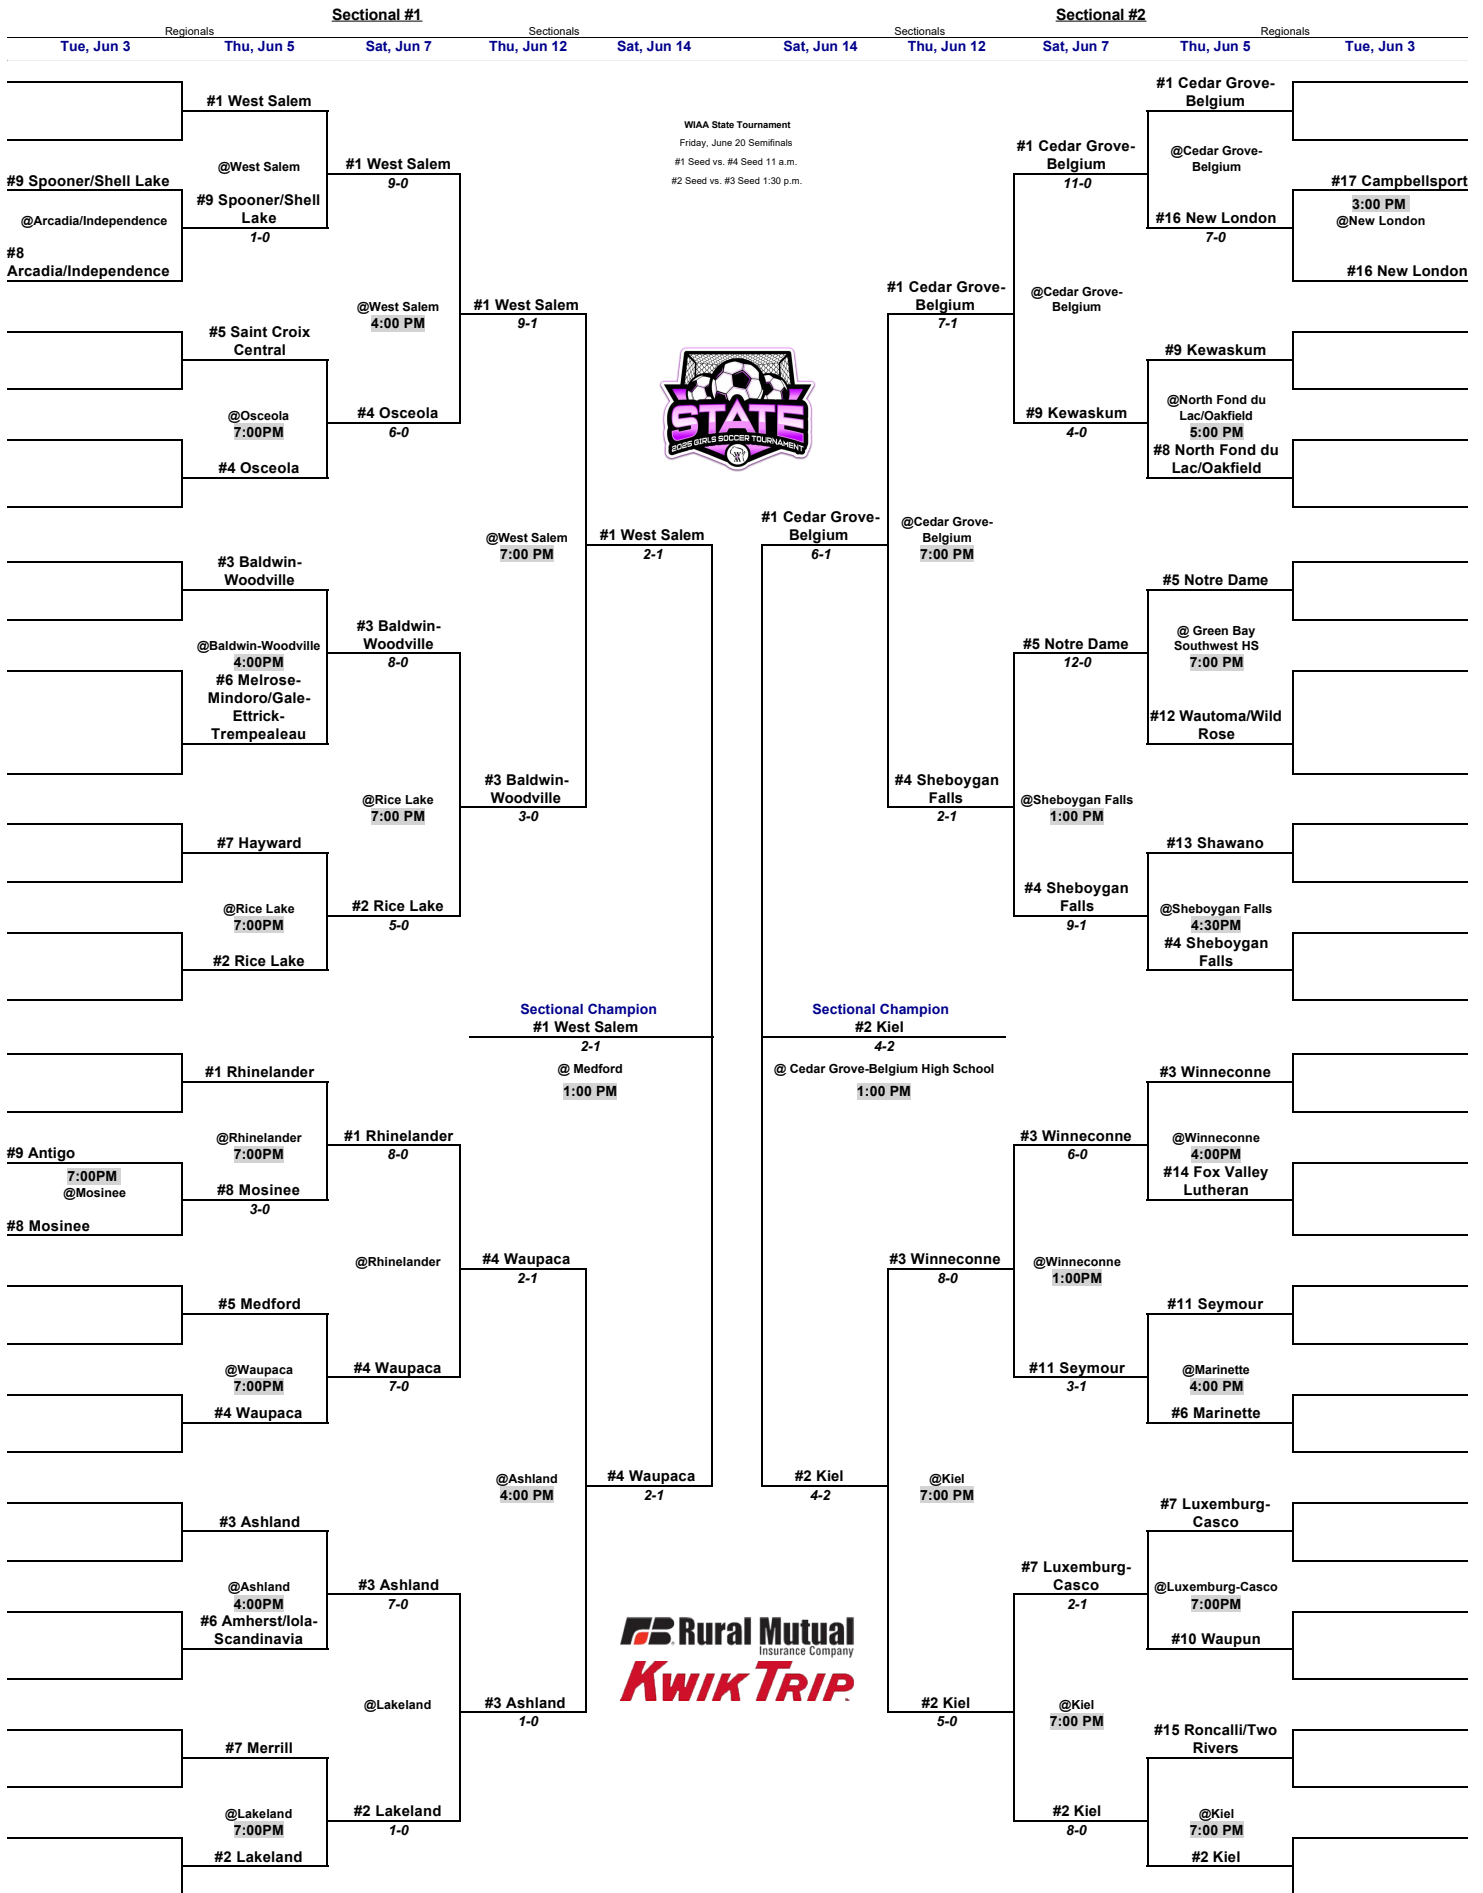 Sectional #1
Sectional #2
Regionals
Sectionals
Sectionals
Regionals
Tue, Jun 3
Thu, Jun 5
Sat, Jun 7
Thu, Jun 12
Sat, Jun 14
Sat, Jun 14
Thu, Jun 12
Sat, Jun 7
Thu, Jun 5
Tue, Jun 3
#9 Spooner/Shell Lake
@Arcadia/Independence
#8
Arcadia/Independence
#9 Antigo
7:00PM
@Mosinee
#8 Mosinee
#1 West Salem
@West Salem
#9 Spooner/Shell
Lake
1-0
#5 Saint Croix
Central
@Osceola
7:00PM
#4 Osceola
#3 Baldwin-
Woodville
@Baldwin-Woodville
4:00PM
#6 Melrose-
Mindoro/Gale-
Ettrick-
Trempealeau
#7 Hayward
@Rice Lake
7:00PM
#2 Rice Lake
#1 Rhinelander
@Rhinelander
7:00PM
#8 Mosinee
3-0
#5 Medford
@Waupaca
7:00PM
#4 Waupaca
#3 Ashland
@Ashland
4:00PM
#6 Amherst/Iola-
Scandinavia
#7 Merrill
@Lakeland
7:00PM
#2 Lakeland
#1 West Salem
9-0
@West Salem
4:00 PM
#4 Osceola
6-0
#3 Baldwin-
Woodville
8-0
@Rice Lake
7:00 PM
#2 Rice Lake
5-0
#1 Rhinelander
8-0
@Rhinelander
#4 Waupaca
7-0
#3 Ashland
7-0
@Lakeland
#2 Lakeland
1-0
#1 West Salem
9-1
@West Salem
7:00 PM
#3 Baldwin-
Woodville
3-0
#4 Waupaca
2-1
@Ashland
4:00 PM
#3 Ashland
1-0
#1 West Salem
2-1
Sectional Champion
#1 West Salem
2-1
@ Medford
1:00 PM
#4 Waupaca
2-1
WIAA State Tournament
Friday, June 20 Semifinals
#1 Seed vs. #4 Seed 11 a.m.
#2 Seed vs. #3 Seed 1:30 p.m.
STATE
2025 GIRLS SOCCER TOURNAMENT
Rural Mutual
Insurance Company
KWIK TRIP
#1 Cedar Grove-
Belgium
6-1
Sectional Champion
#2 Kiel
4-2
@ Cedar Grove-Belgium High School
1:00 PM
#2 Kiel
4-2
#1 Cedar Grove-
Belgium
7-1
@Cedar Grove-
Belgium
7:00 PM
#4 Sheboygan
Falls
2-1
#3 Winneconne
8-0
@Kiel
7:00 PM
#2 Kiel
5-0
#1 Cedar Grove-
Belgium
11-0
@Cedar Grove-
Belgium
#9 Kewaskum
4-0
#5 Notre Dame
12-0
@Sheboygan Falls
1:00 PM
#4 Sheboygan
Falls
9-1
#3 Winneconne
6-0
@Winneconne
1:00PM
#11 Seymour
3-1
#7 Luxemburg-
Casco
2-1
@Kiel
7:00 PM
#2 Kiel
8-0
#1 Cedar Grove-
Belgium
@Cedar Grove-
Belgium
#16 New London
7-0
#9 Kewaskum
@North Fond du
Lac/Oakfield
5:00 PM
#8 North Fond du
Lac/Oakfield
#5 Notre Dame
@ Green Bay
Southwest HS
7:00 PM
#12 Wautoma/Wild
Rose
#13 Shawano
@Sheboygan Falls
4:30PM
#4 Sheboygan
Falls
#3 Winneconne
@Winneconne
4:00PM
#14 Fox Valley
Lutheran
#11 Seymour
@Marinette
4:00 PM
#6 Marinette
#7 Luxemburg-
Casco
@Luxemburg-Casco
7:00PM
#10 Waupun
#15 Roncalli/Two
Rivers
@Kiel
7:00 PM
#2 Kiel
#17 Campbellsport
3:00 PM
@New London
#16 New London